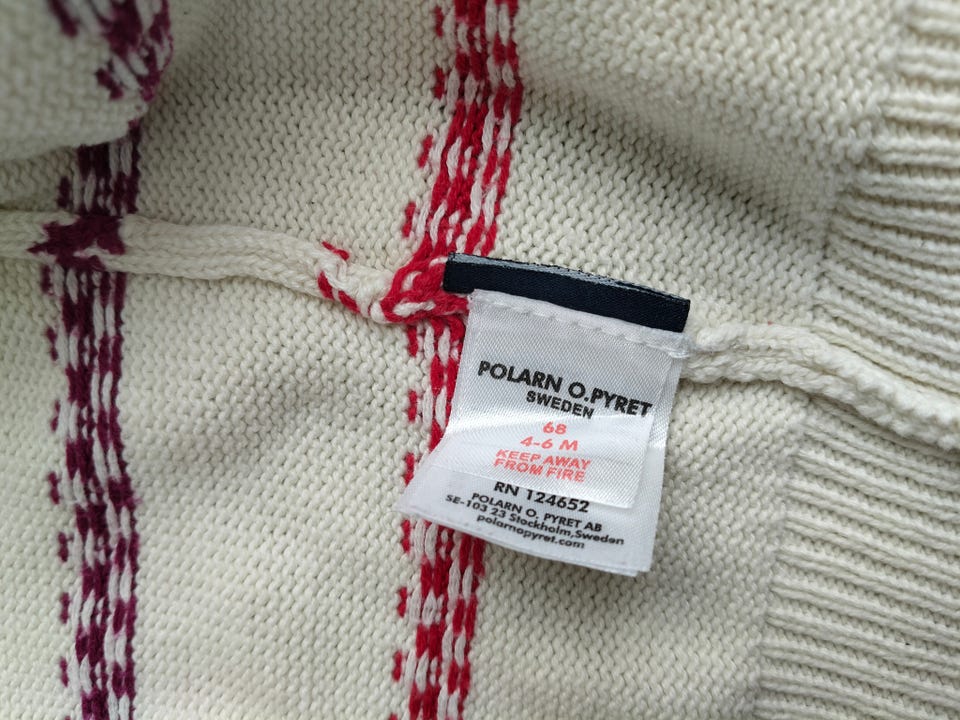 POLARN O.PYRET
SWEDEN
68
4-6 M
KEEP AWAY
FROM FIRE
RN 124652
POLARN O. PYRET AB
SE-103 23 Stockholm,Sweden
polarnopyret.com